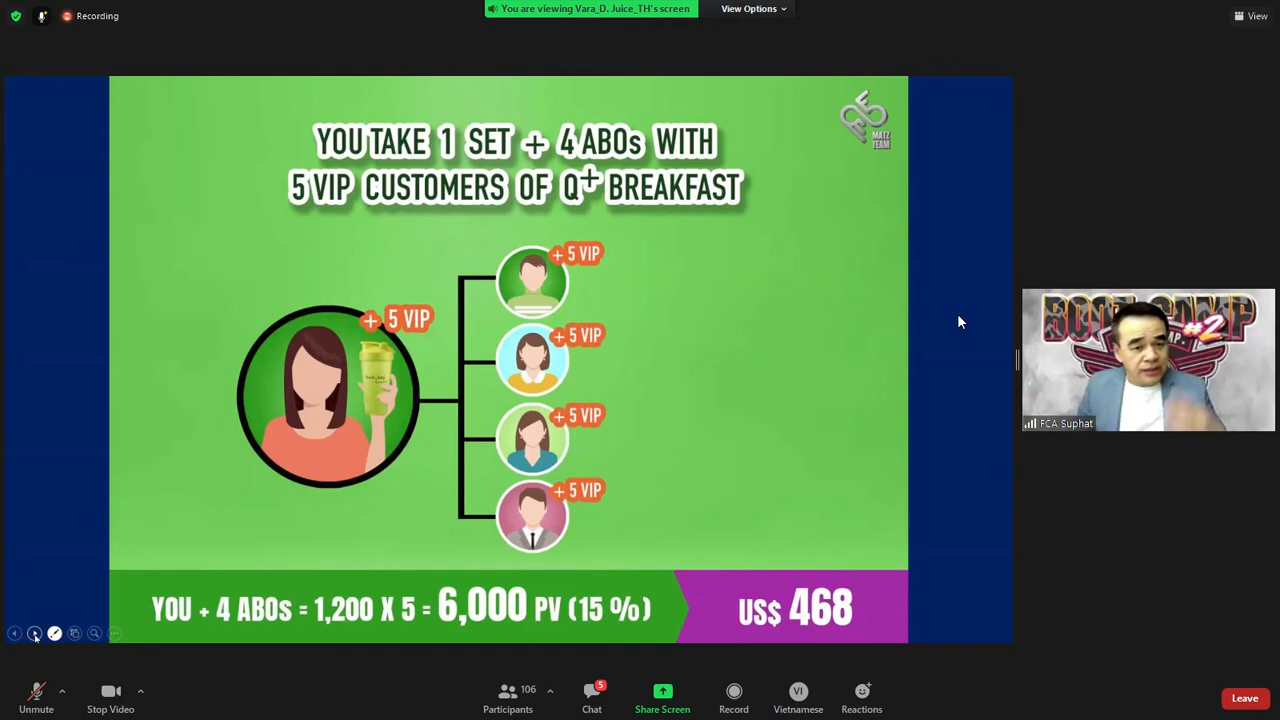 Recording
You are viewing Vara_D. Juice_TH's screen
View Options
View
MATZ
TEAM
YOU TAKE 1 SET + 4 ABOs WITH
5 VIP CUSTOMERS OF Q+ BREAKFAST
+ 5 VIP
+ 5 VIP
+ 5 VIP
+ 5 VIP
+ 5 VIP
YOU + 4 ABOs = 1,200 X 5 = 6,000 PV (15 %)
US$ 468
BOOT CAMP
#2
FCA Suphat
Unmute
Stop Video
106
Participants
5
Chat
Share Screen
Record
VI
Vietnamese
Reactions
Leave